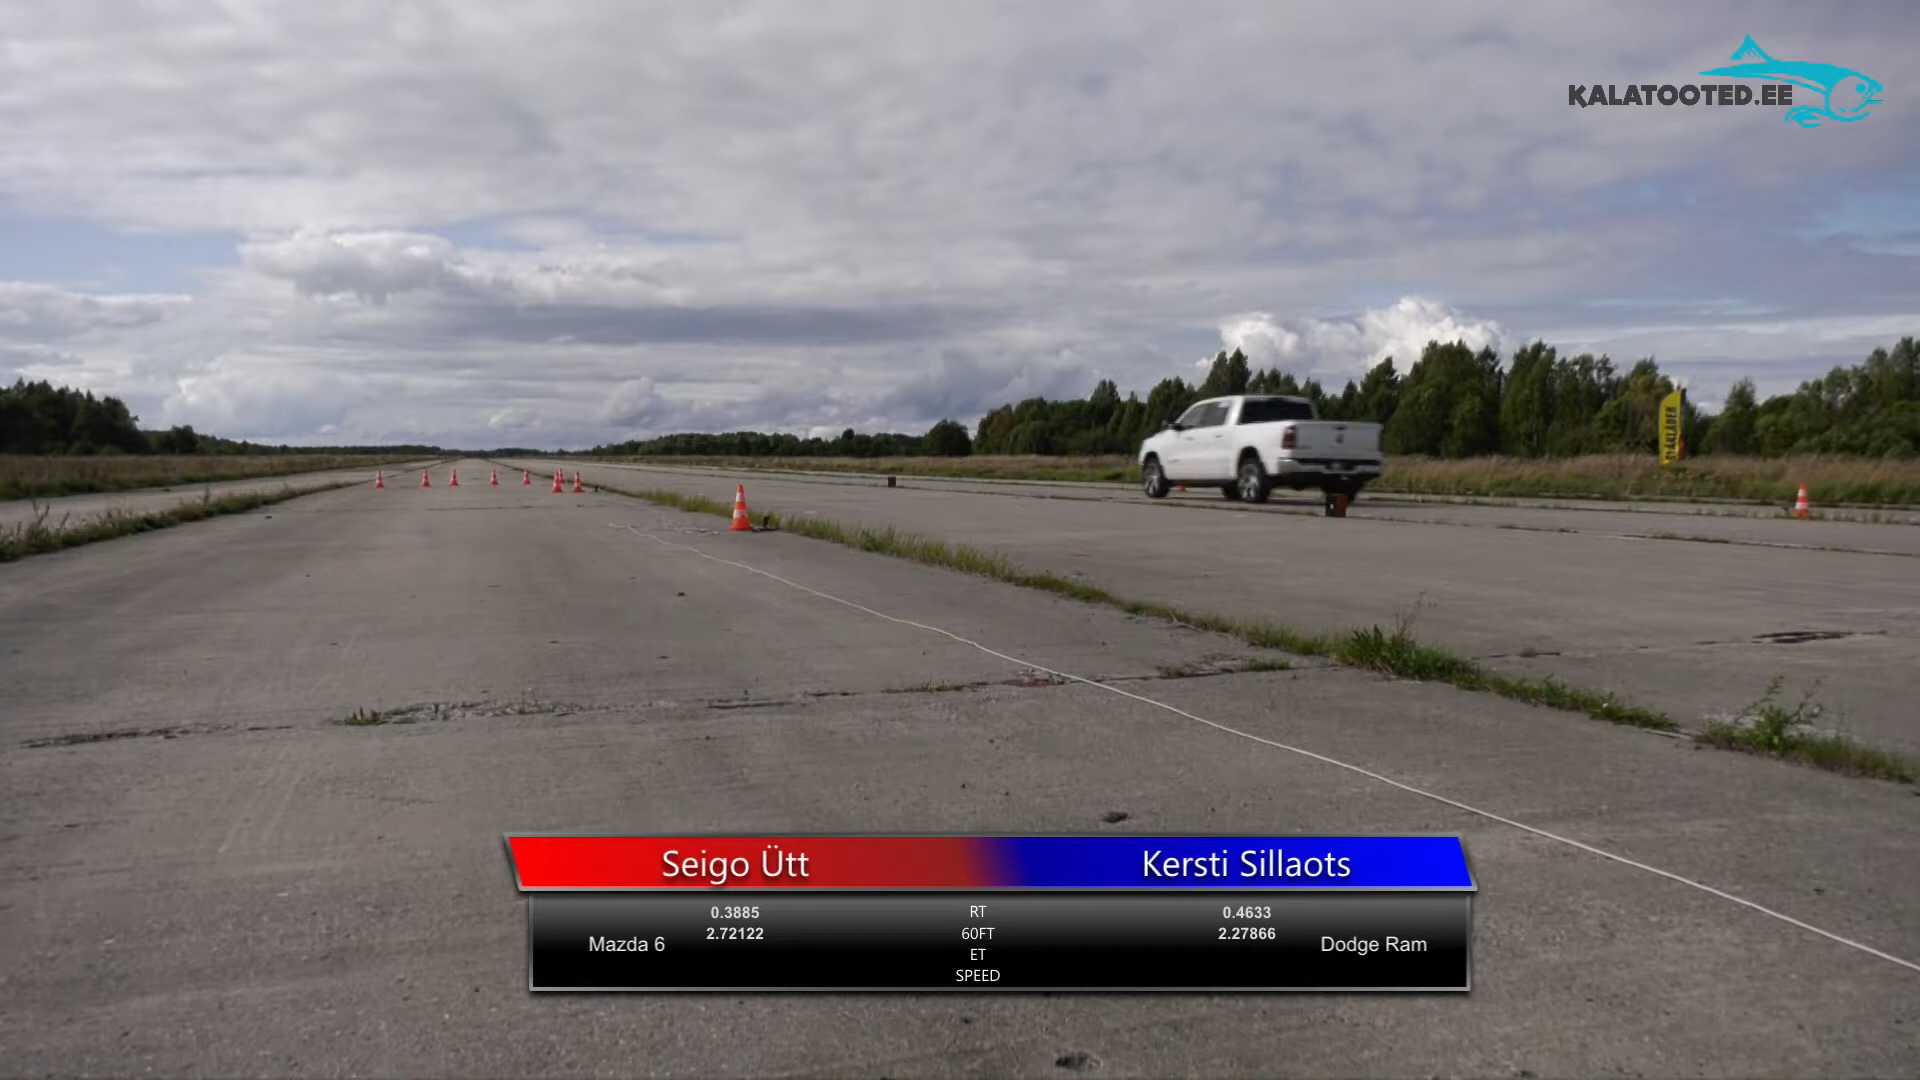 KALATOOTED.EE
Seigo Ütt
Kersti Sillaots
0.3885 RT 0.4633
2.72122 60FT 2.27866
Mazda 6 ET Dodge Ram
SPEED